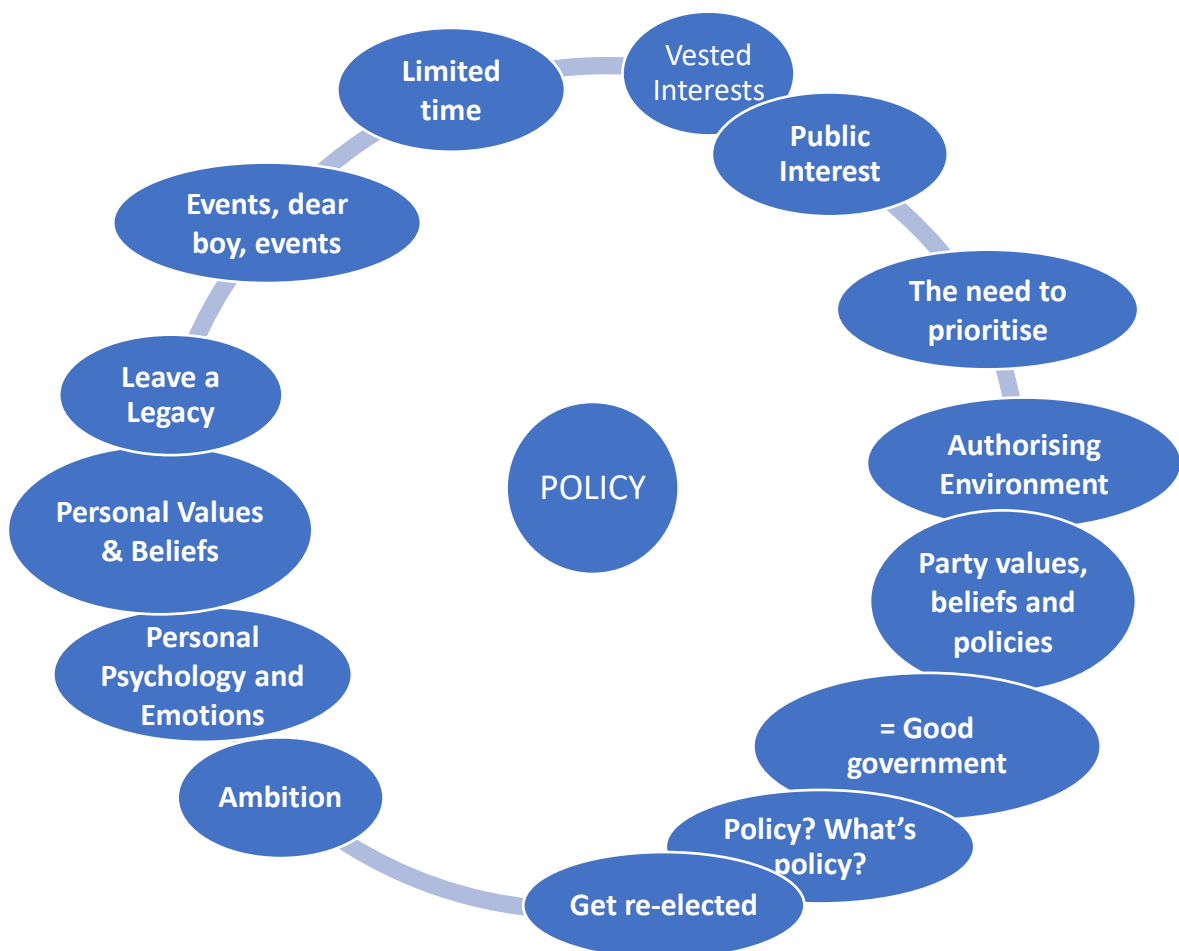 Vested
Interests
Public
Interest
The need to
prioritise
Authorising
Environment
Party values,
beliefs and
policies
= Good
government
Policy? What’s
policy?
Get re-elected
Ambition
Personal
Psychology and
Emotions
Personal Values
& Beliefs
Leave a
Legacy
Events, dear
boy, events
Limited
time
POLICY